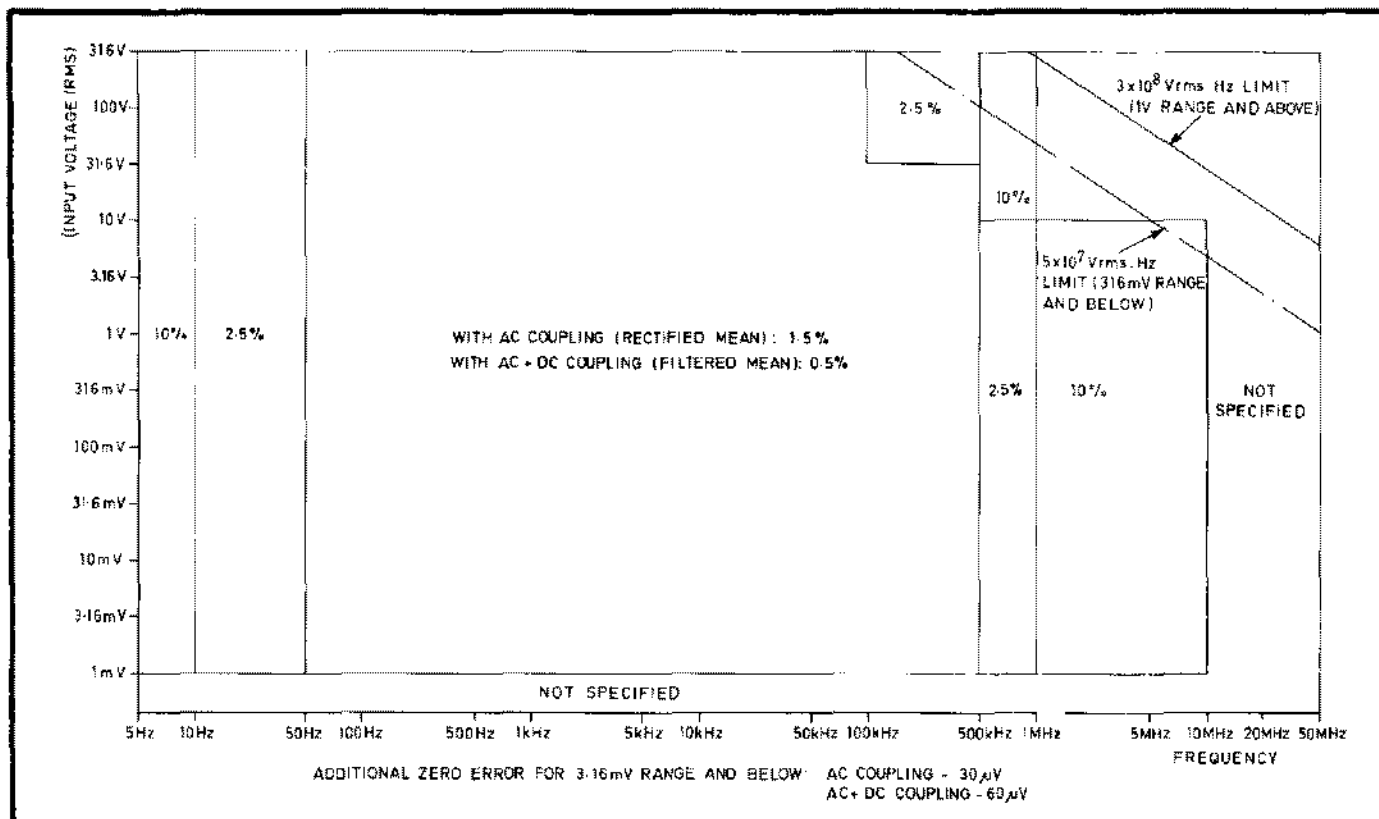 (INPUT VOLTAGE (RMS)
316V
100V
31·6V
10V
3·16V
1V
316mV
100mV
31·6mV
10mV
3·16mV
1mV
10%
2·5%
WITH AC COUPLING (RECTIFIED MEAN): 1·5%
WITH AC + DC COUPLING (FILTERED MEAN): 0·5%
2·5%
10%
2·5%
10%
3x10⁸ Vrms Hz LIMIT
(1V RANGE AND ABOVE)
5x10⁷ Vrms.Hz
LIMIT (316mV RANGE
AND BELOW)
NOT
SPECIFIED
NOT SPECIFIED
5Hz 10Hz 50Hz 100Hz 500Hz 1kHz 5kHz 10kHz 50kHz 100kHz 500kHz 1MHz 5MHz 10MHz 20MHz 50MHz
FREQUENCY
ADDITIONAL ZERO ERROR FOR 3·16mV RANGE AND BELOW: AC COUPLING - 30µV
AC+ DC COUPLING - 60µV